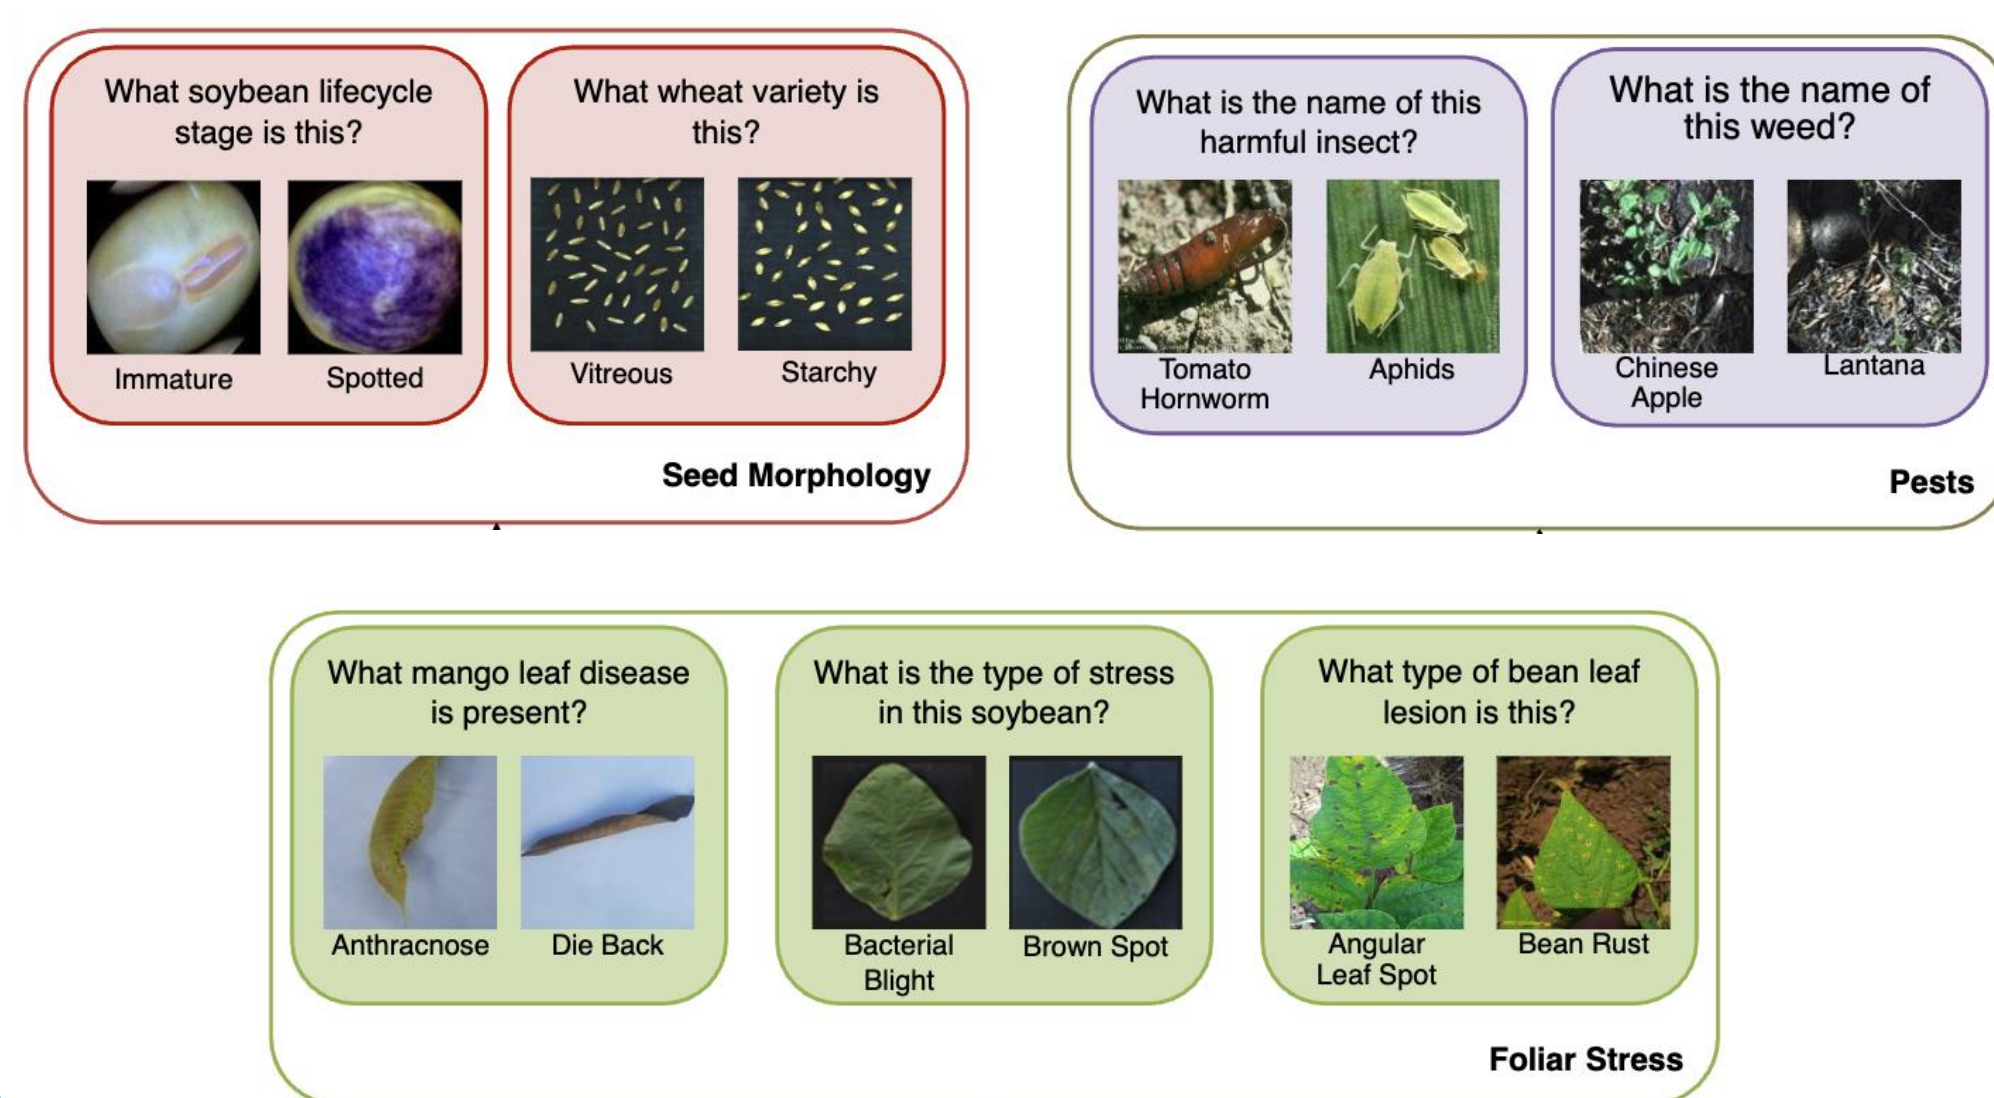 What soybean lifecycle
stage is this?
Immature
Spotted
What wheat variety is
this?
Vitreous
Starchy
Seed Morphology
What is the name of this
harmful insect?
Tomato
Hornworm
Aphids
What is the name of
this weed?
Chinese
Apple
Lantana
Pests
What mango leaf disease
is present?
Anthracnose
Die Back
What is the type of stress
in this soybean?
Bacterial
Blight
Brown Spot
What type of bean leaf
lesion is this?
Angular
Leaf Spot
Bean Rust
Foliar Stress